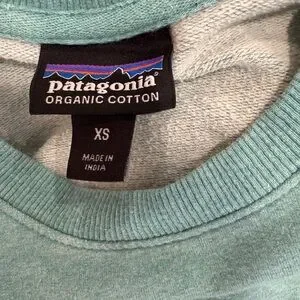 patagonia
ORGANIC COTTON
XS
MADE IN
INDIA